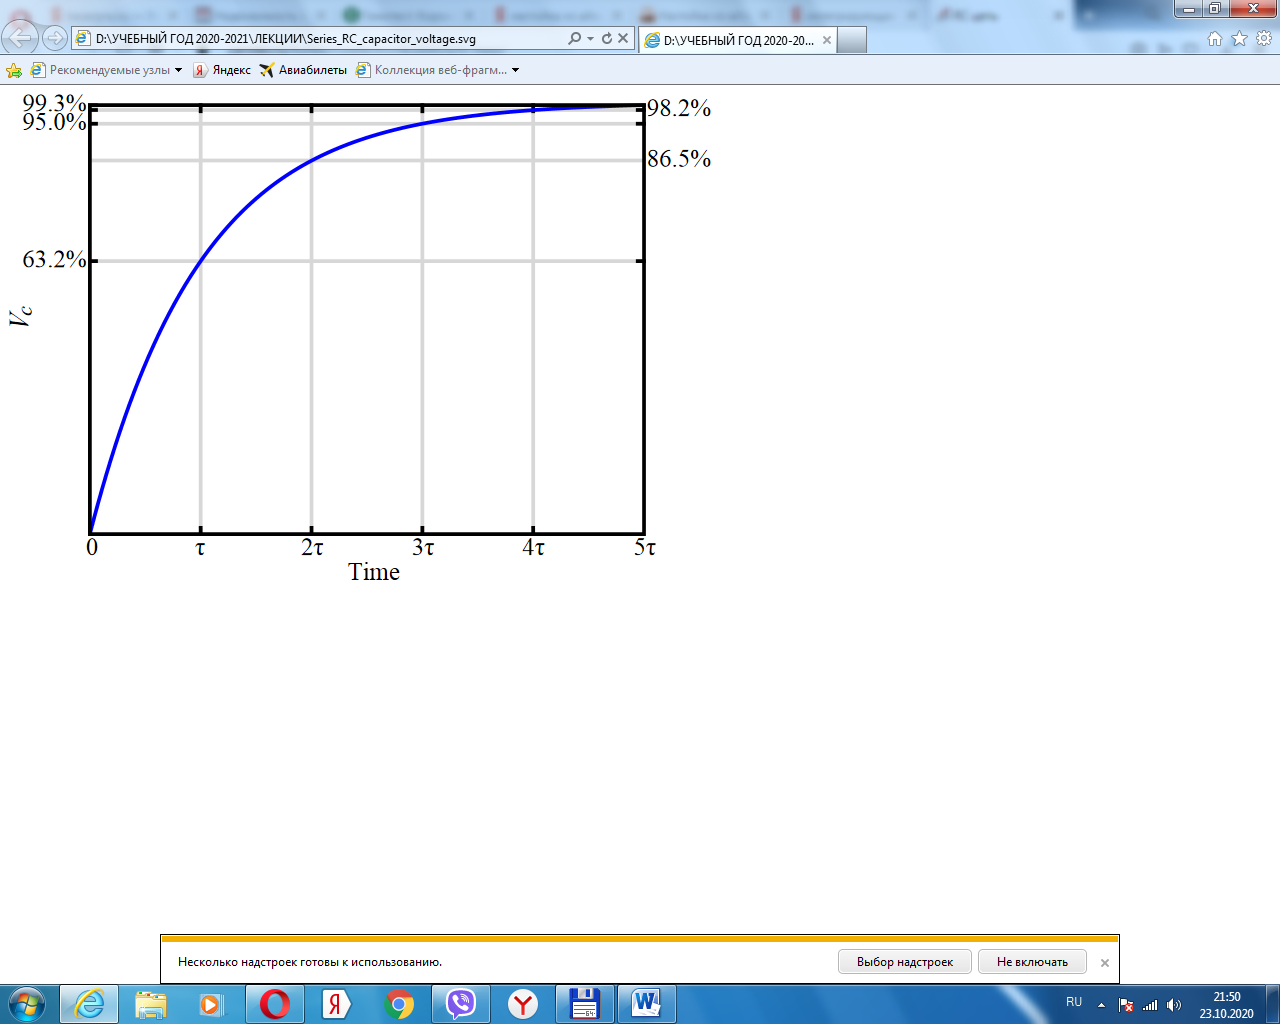 D:\УЧЕБНЫЙ ГОД 2020-2021\ЛЕКЦИИ\Series_RC_capacitor_voltage.svg
D:\УЧЕБНЫЙ ГОД 2020-20...
Рекомендуемые узлы
Яндекс
Авиабилеты
Коллекция веб-фрагм...
99.3%
98.2%
95.0%
86.5%
63.2%
Vc
0 τ 2τ 3τ 4τ 5τ
Time
Несколько надстроек готовы к использованию.
Выбор надстроек
Не включать
RU
21:50
23.10.2020